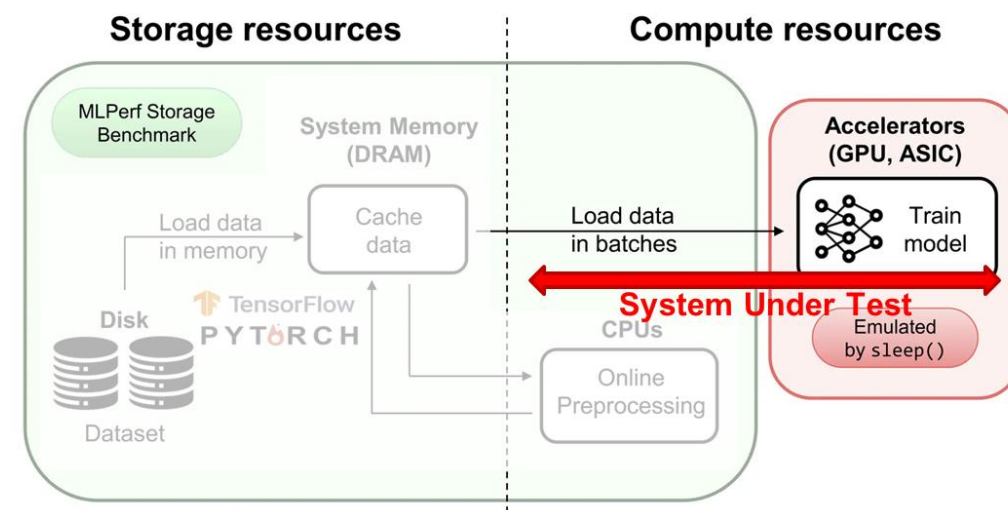 Storage resources
Compute resources
MLPerf Storage
Benchmark
System Memory
(DRAM)
Accelerators
(GPU, ASIC)
Load data
in memory
Cache
data
Load data
in batches
Train
model
System Under Test
TensorFlow
PYTORCH
Disk
CPUs
Emulated
by sleep()
Online
Preprocessing
Dataset